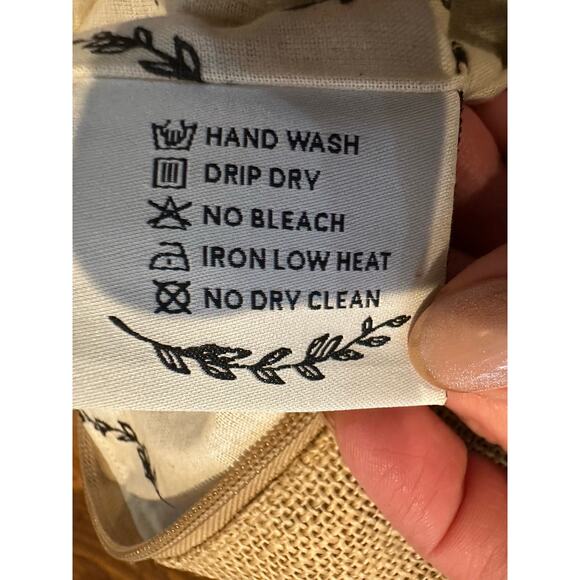 HAND WASH
DRIP DRY
NO BLEACH
IRON LOW HEAT
NO DRY CLEAN